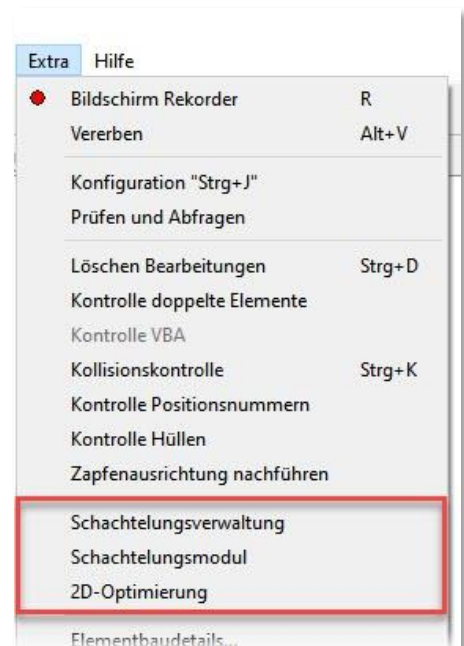 Extra Hilfe
Bildschirm Rekorder R
Vererben Alt+V
Konfiguration "Strg+J"
Prüfen und Abfragen
Löschen Bearbeitungen Strg+D
Kontrolle doppelte Elemente
Kontrolle VBA
Kollisionskontrolle Strg+K
Kontrolle Positionsnummern
Kontrolle Hüllen
Zapfenausrichtung nachführen
Schachtelungsverwaltung
Schachtelungsmodul
2D-Optimierung
Elementbaudetails...